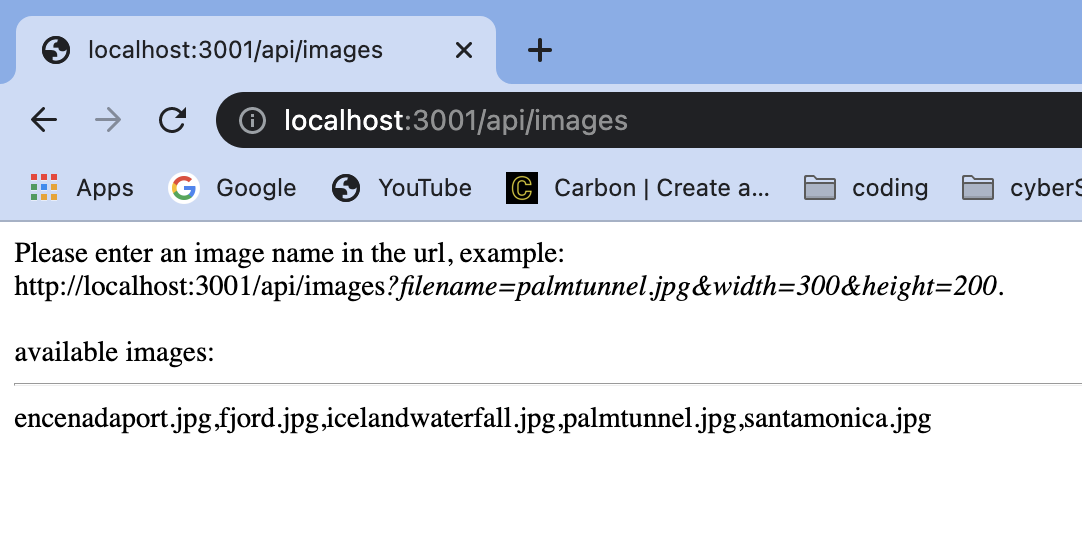 localhost:3001/api/images
localhost:3001/api/images
Apps Google YouTube C Carbon | Create a... coding cyberS
Please enter an image name in the url, example:
http://localhost:3001/api/images?filename=palmtunnel.jpg&width=300&height=200.
available images:
encenadaport.jpg,fjord.jpg,icelandwaterfall.jpg,palmtunnel.jpg,santamonica.jpg